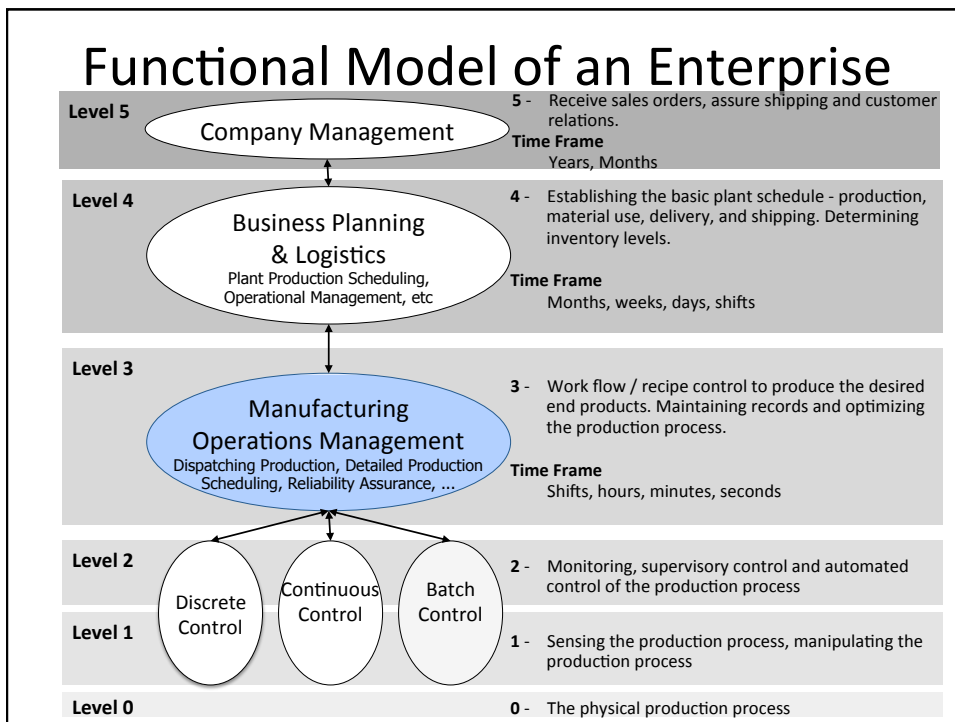 Functional Model of an Enterprise
Level 5
Company Management
5 - Receive sales orders, assure shipping and customer
relations.
Time Frame
Years, Months
Level 4
Business Planning
& Logistics
Plant Production Scheduling,
Operational Management, etc
4 - Establishing the basic plant schedule - production,
material use, delivery, and shipping. Determining
inventory levels.
Time Frame
Months, weeks, days, shifts
Level 3
Manufacturing
Operations Management
Dispatching Production, Detailed Production
Scheduling, Reliability Assurance, ...
3 - Work flow / recipe control to produce the desired
end products. Maintaining records and optimizing
the production process.
Time Frame
Shifts, hours, minutes, seconds
Level 2
Discrete
Control
Continuous
Control
Batch
Control
2 - Monitoring, supervisory control and automated
control of the production process
Level 1
1 - Sensing the production process, manipulating the
production process
Level 0
0 - The physical production process